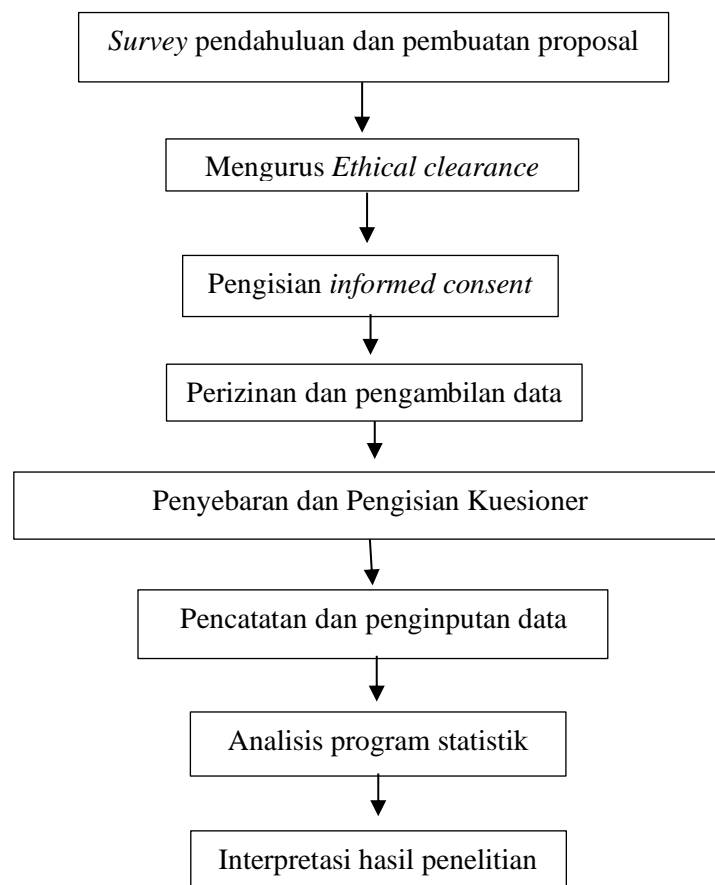 Survey pendahuluan dan pembuatan proposal
Mengurus Ethical clearance
Pengisian informed consent
Perizinan dan pengambilan data
Penyebaran dan Pengisian Kuesioner
Pencatatan dan penginputan data
Analisis program statistik
Interpretasi hasil penelitian